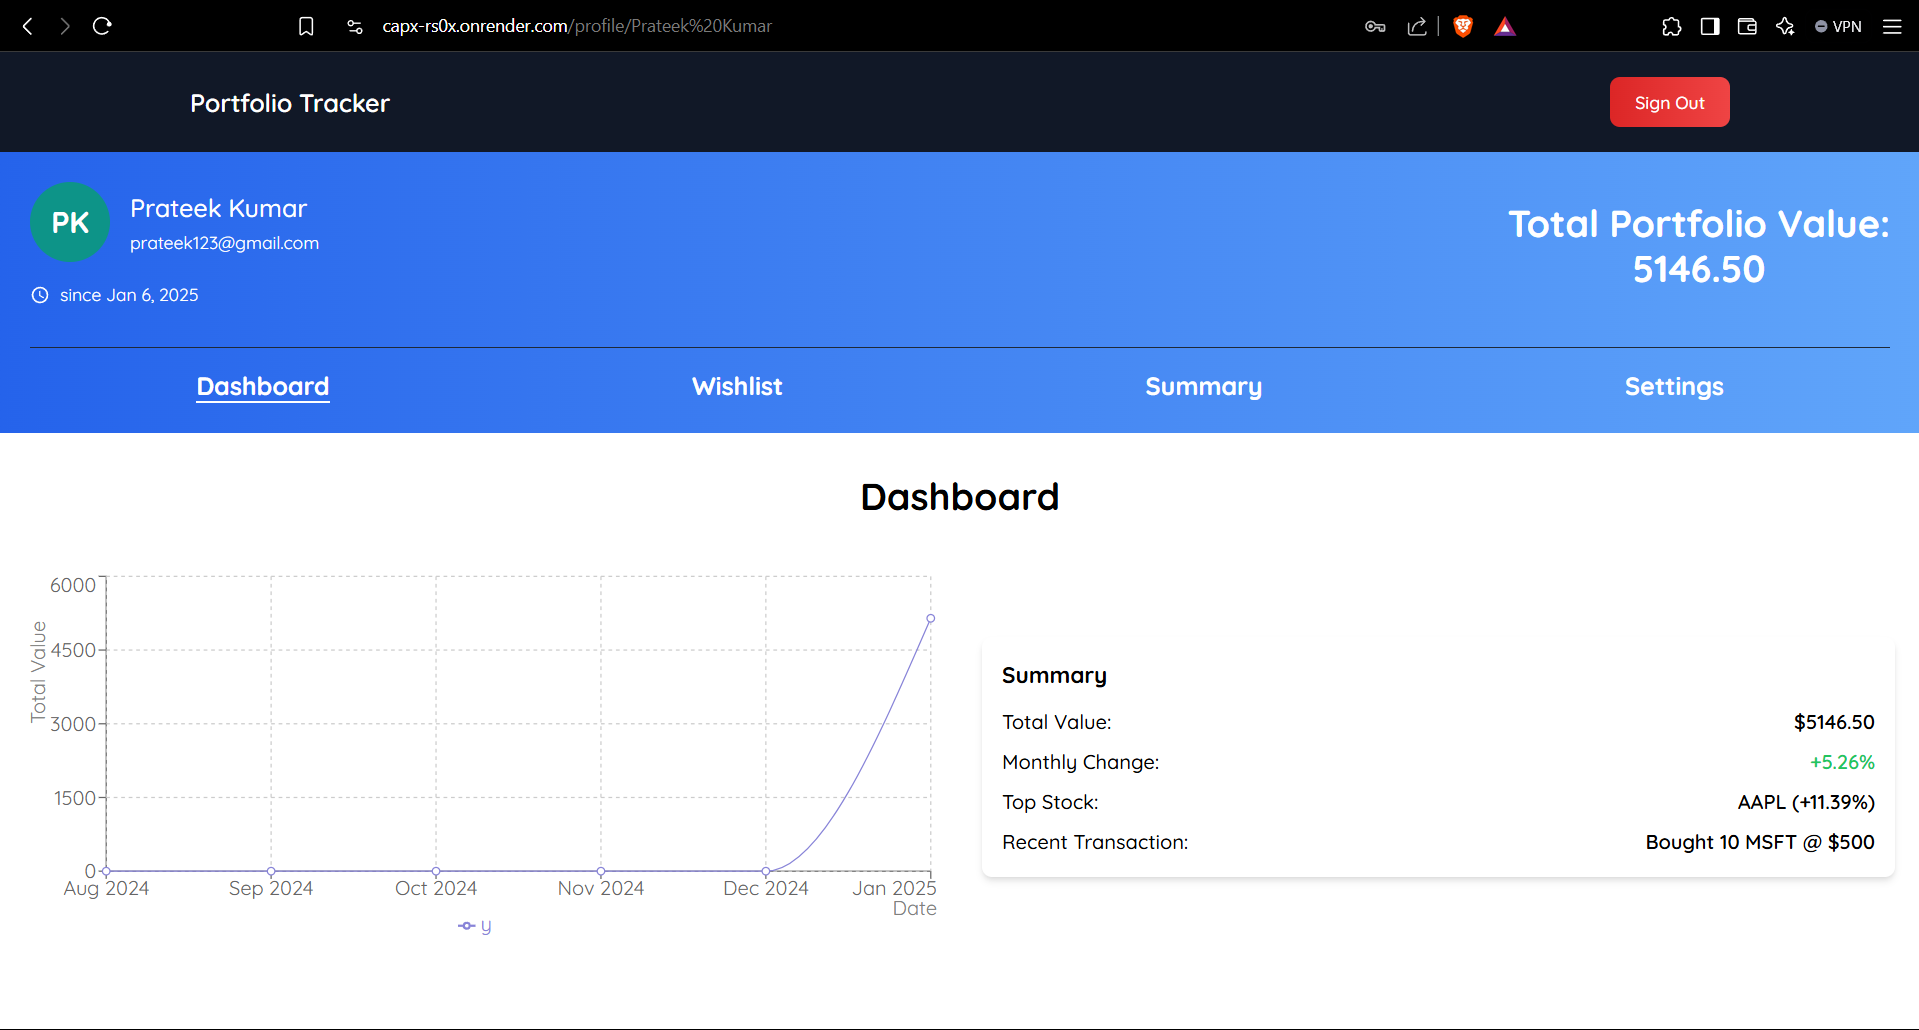 capx-rs0x.onrender.com/profile/Prateek%20Kumar
VPN
Portfolio Tracker
Sign Out
PK
Prateek Kumar
prateek123@gmail.com
since Jan 6, 2025
Total Portfolio Value:
5146.50
Dashboard
Wishlist
Summary
Settings
Dashboard
Total Value
6000
4500
3000
1500
0
Aug 2024
Sep 2024
Oct 2024
Nov 2024
Dec 2024
Jan 2025
Date
y
Summary
Total Value: $5146.50
Monthly Change: +5.26%
Top Stock: AAPL (+11.39%)
Recent Transaction: Bought 10 MSFT @ $500